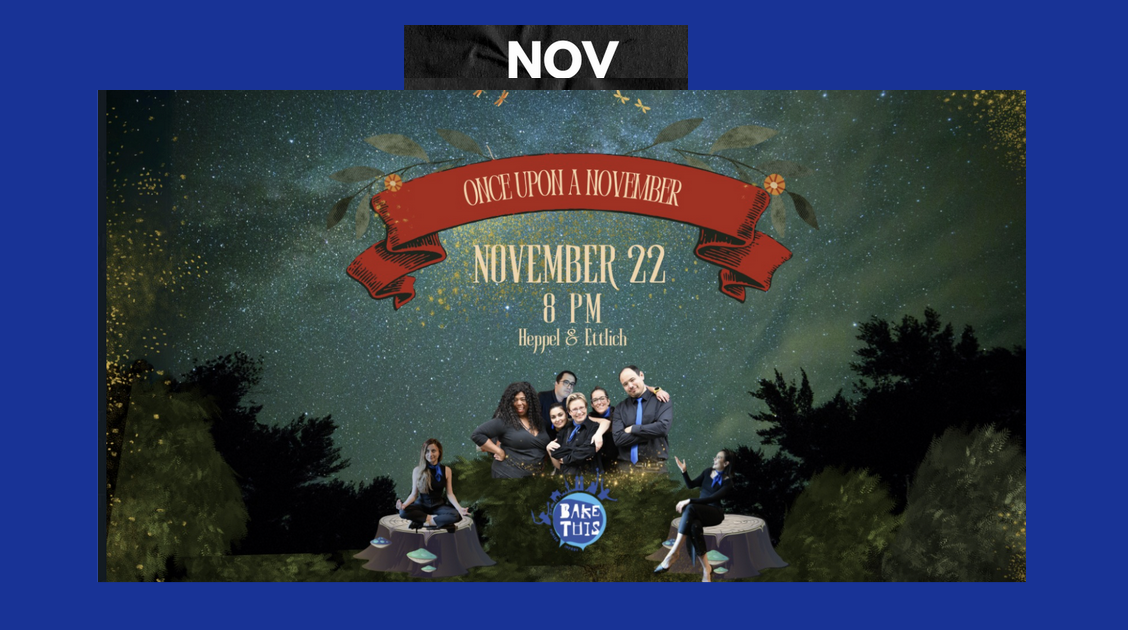 NOV
ONCE UPON A NOVEMBER
NOVEMBER 22
8 PM
Heppel & Ettlich
BAKE
THIS